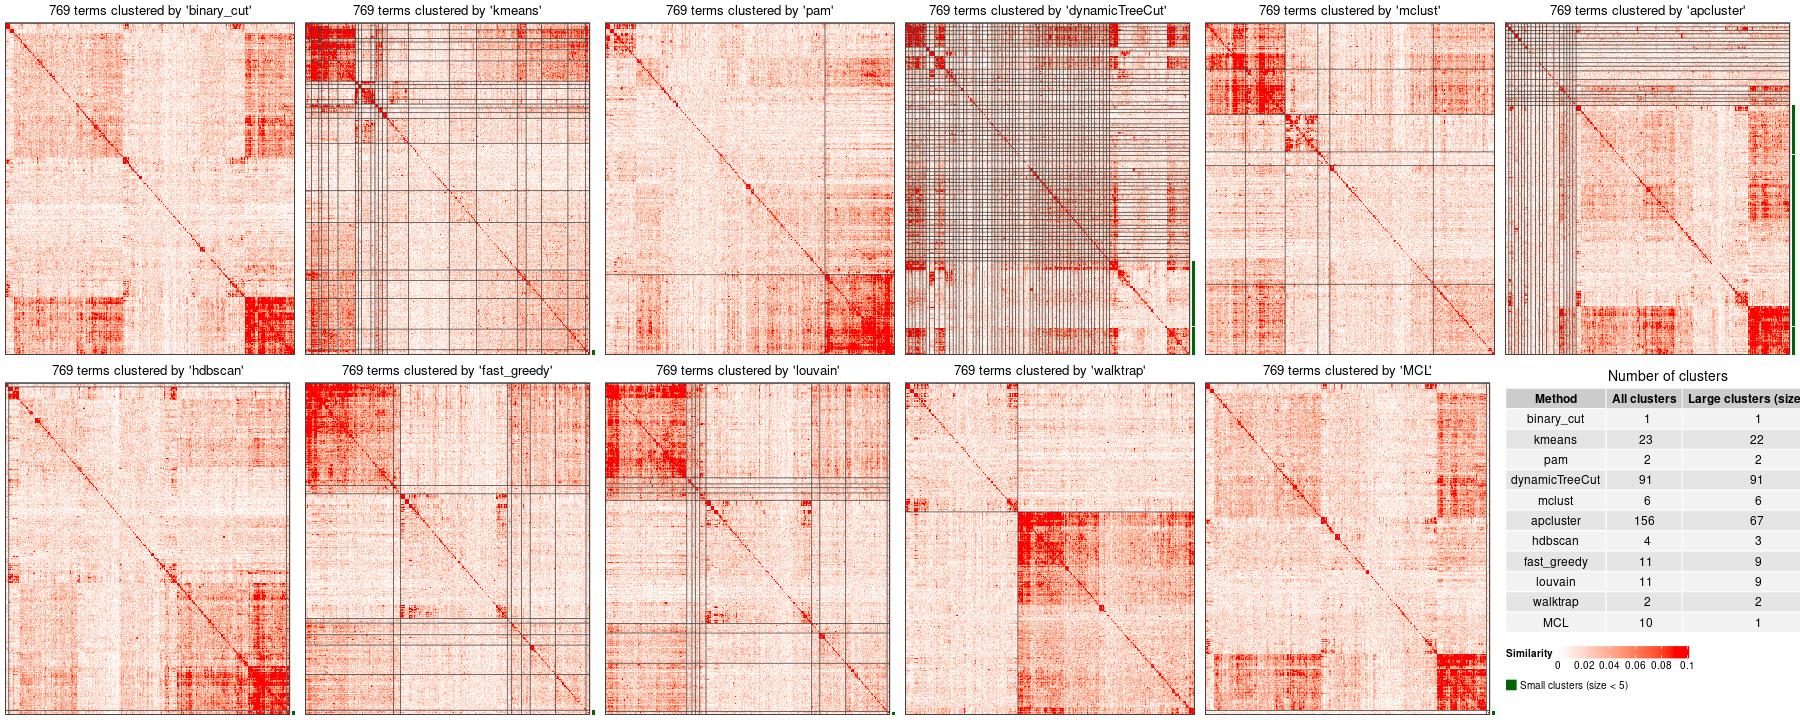 769 terms clustered by 'binary_cut'
769 terms clustered by 'kmeans'
769 terms clustered by 'pam'
769 terms clustered by 'dynamicTreeCut'
769 terms clustered by 'mclust'
769 terms clustered by 'apcluster'
769 terms clustered by 'hdbscan'
769 terms clustered by 'fast_greedy'
769 terms clustered by 'louvain'
769 terms clustered by 'walktrap'
769 terms clustered by 'MCL'
Number of clusters
Method All clusters Large clusters (size
binary_cut 1 1
kmeans 23 22
pam 2 2
dynamicTreeCut 91 91
mclust 6 6
apcluster 156 67
hdbscan 4 3
fast_greedy 11 9
louvain 11 9
walktrap 2 2
MCL 10 1
Similarity
0 0.02 0.04 0.06 0.08 0.1
Small clusters (size < 5)